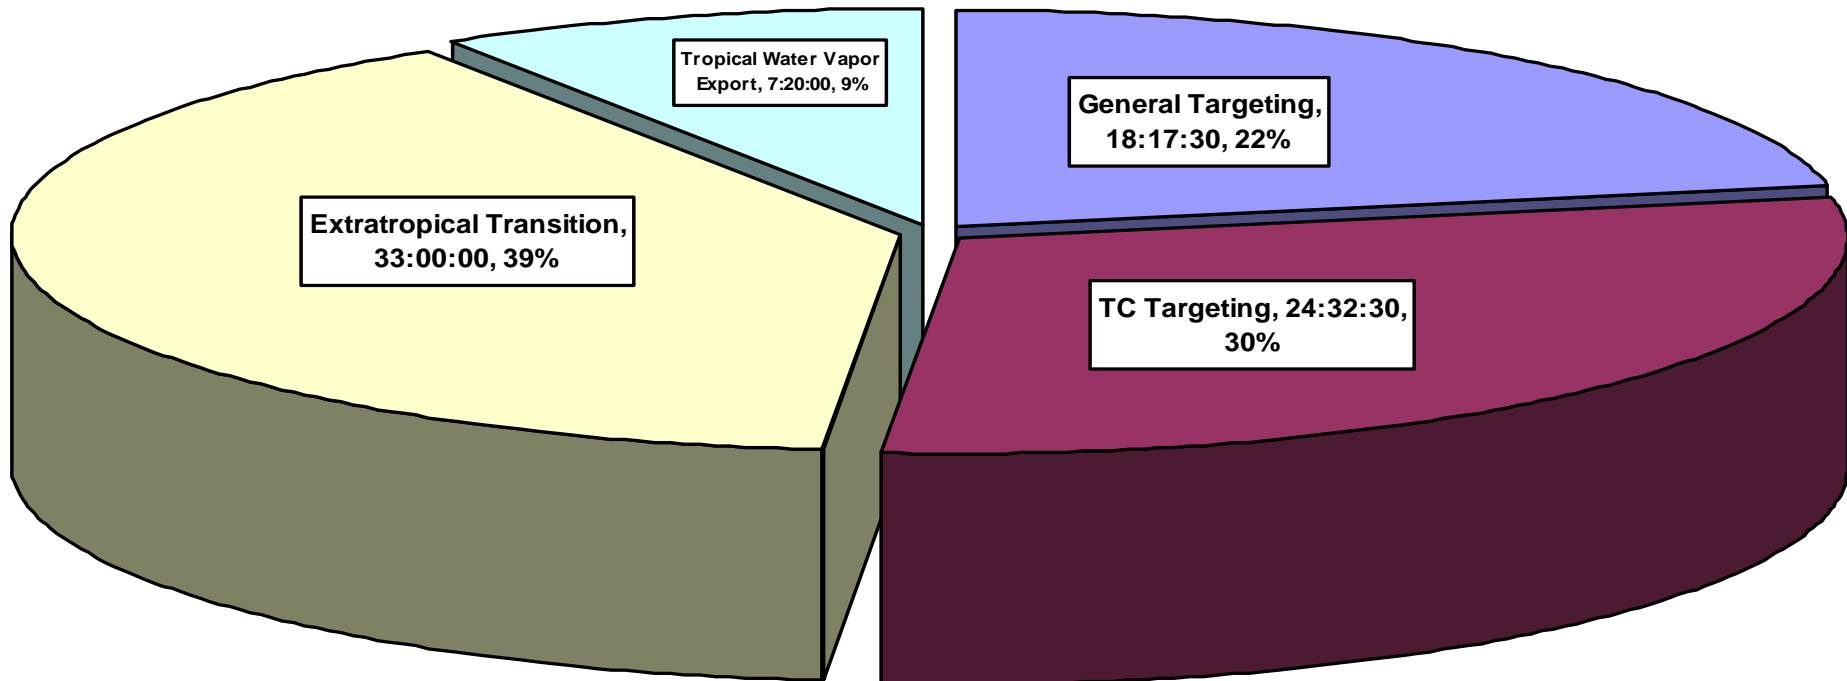 Tropical Water Vapor
Export, 7:20:00, 9%
General Targeting,
18:17:30, 22%
Extratropical Transition,
33:00:00, 39%
TC Targeting, 24:32:30,
30%